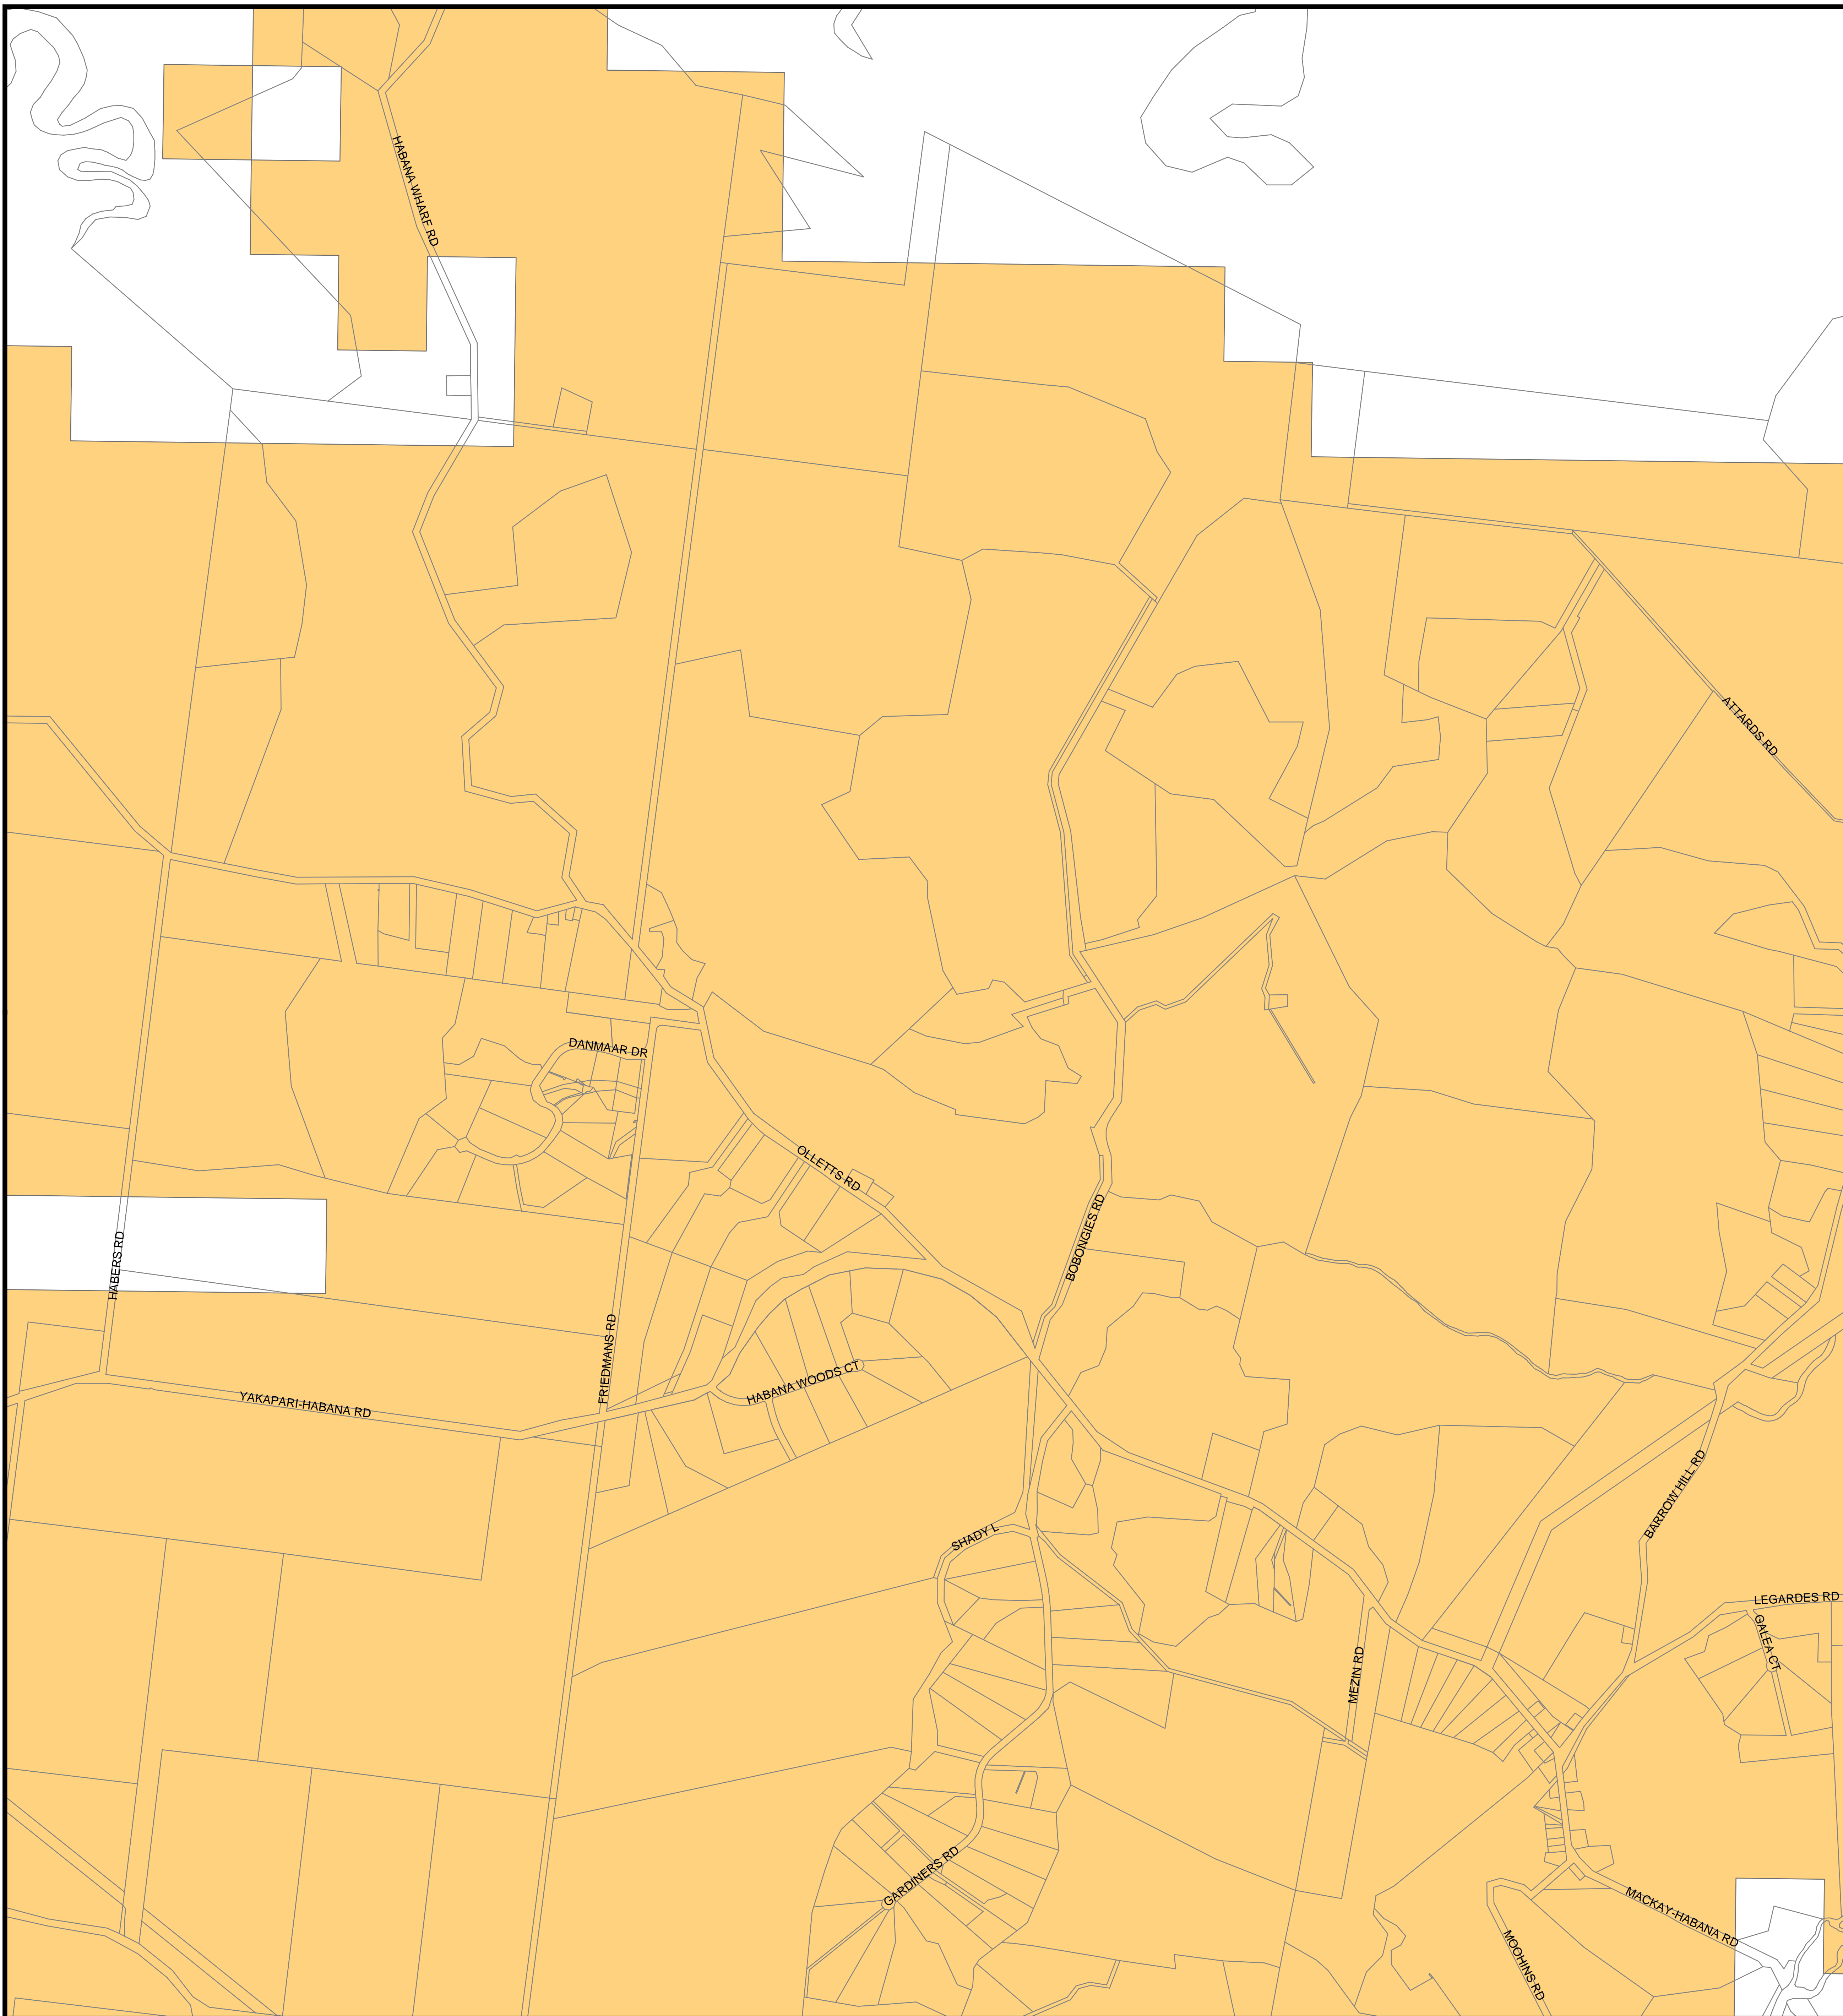 HABANA WHARF RD
ATTARDS RD
DANMAAR DR
OLLETTS RD
BOBONGIES RD
HABERS RD
FRIEDMANS RD
HABANA WOODS CT
YAKAPARI-HABANA RD
BARROW HILL RD
SHADY L
LEGARDES RD
GALEA CT
MEZIN RD
GARDINERS RD
MACKAY-HABANA RD
MOOHINS RD